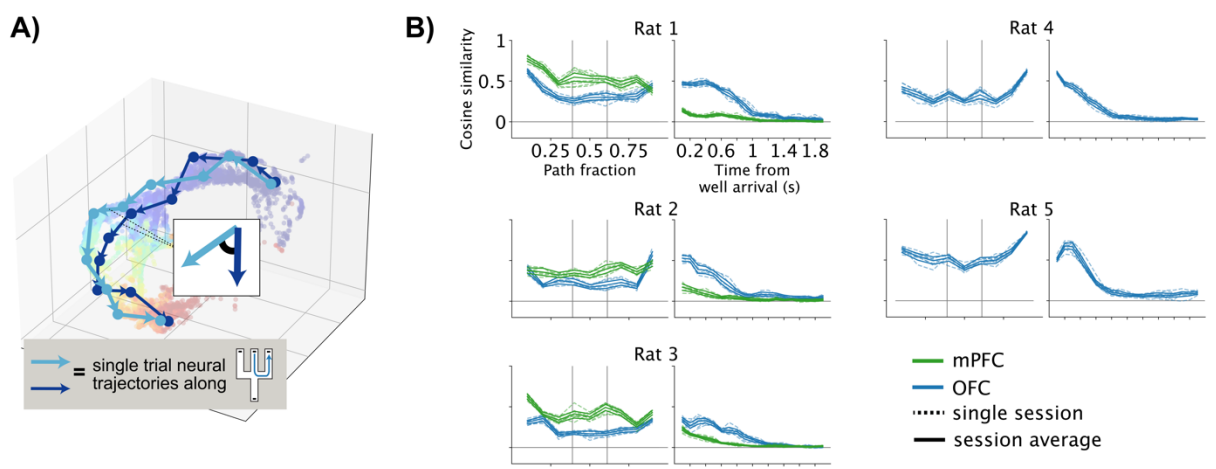 A)
= single trial neural
trajectories along
B)
Rat 1
Cosine similarity
1
0.5
0
0.25 0.5 0.75
Path fraction
0.2 0.6 1 1.4 1.8
Time from
well arrival (s)
Rat 4
Rat 2
Rat 5
Rat 3
mPFC
OFC
single session
session average